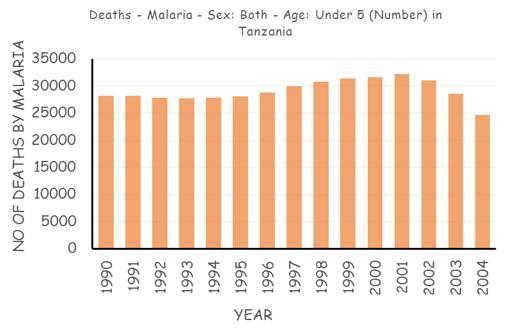 Deaths - Malaria - Sex: Both - Age: Under 5 (Number) in
Tanzania
NO OF DEATHS BY MALARIA
35000
30000
25000
20000
15000
10000
5000
0
1990 1991 1992 1993 1994 1995 1996 1997 1998 1999 2000 2001 2002 2003 2004
YEAR